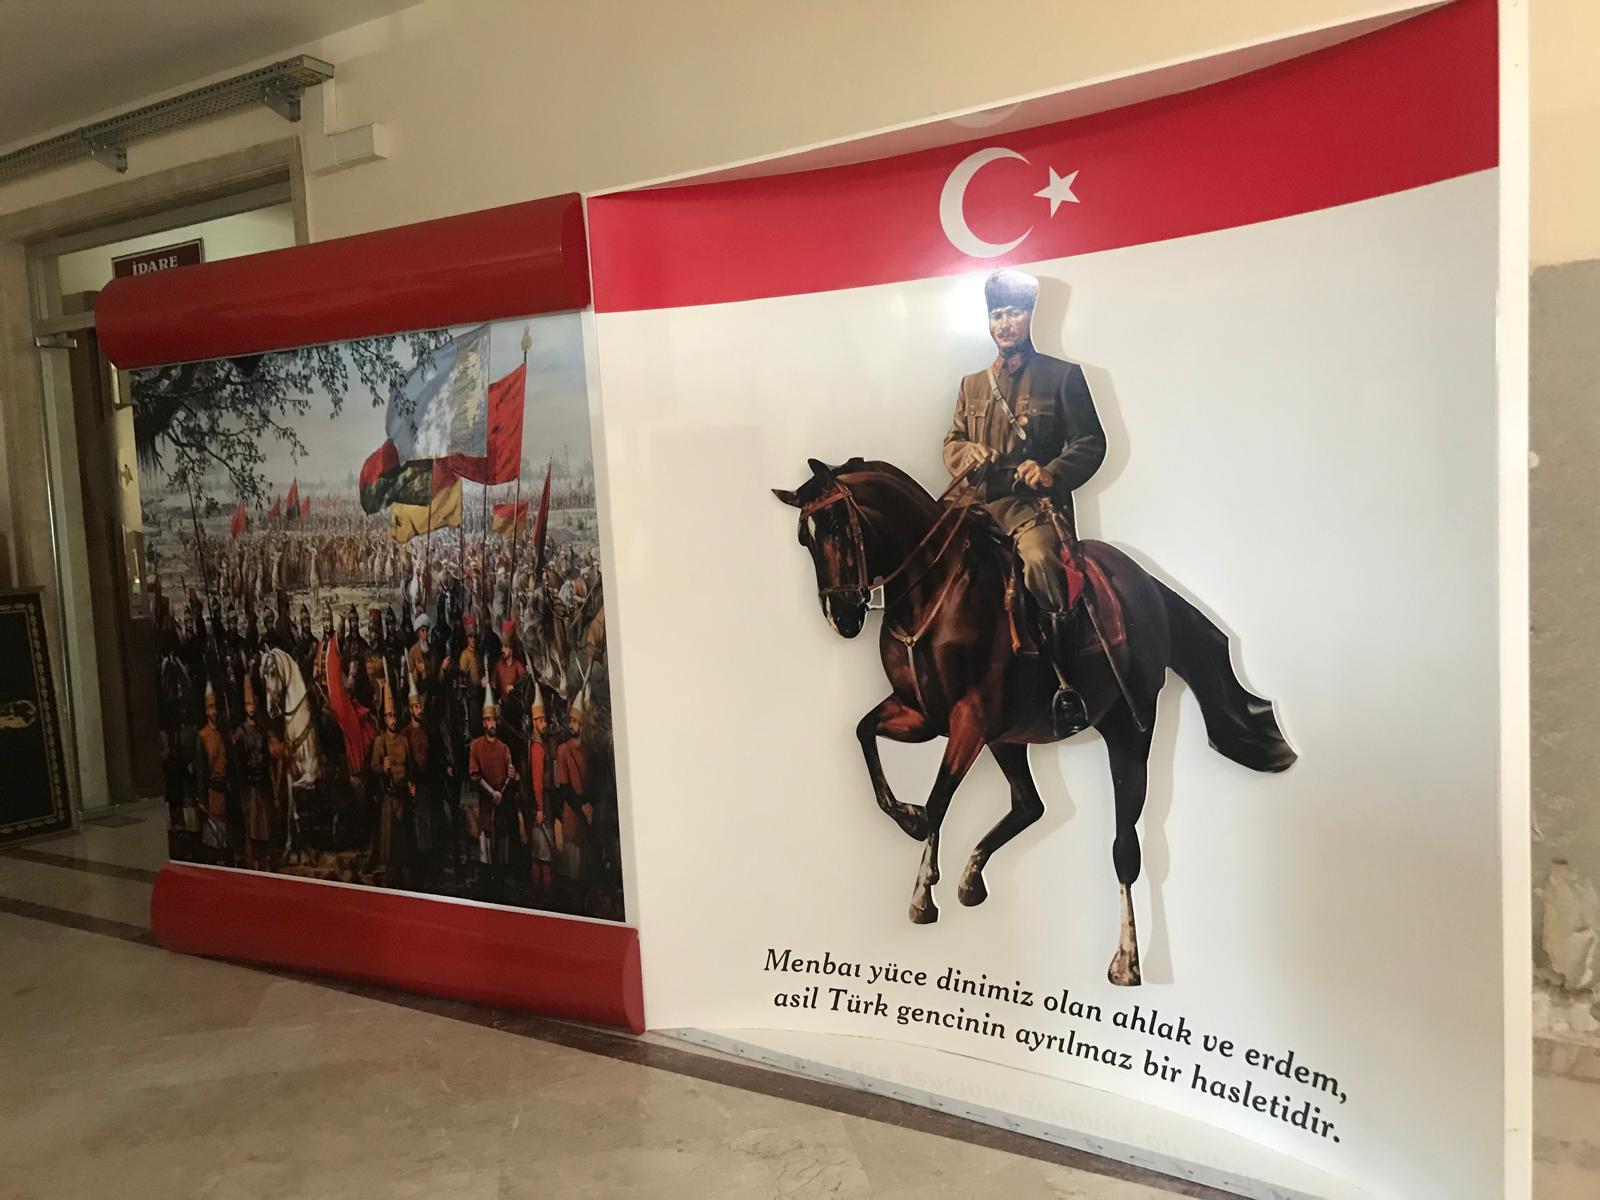 İDARE
Menbaı yüce dinimiz olan ahlak ve erdem,
asil Türk gencinin ayrılmaz bir hasletidir.